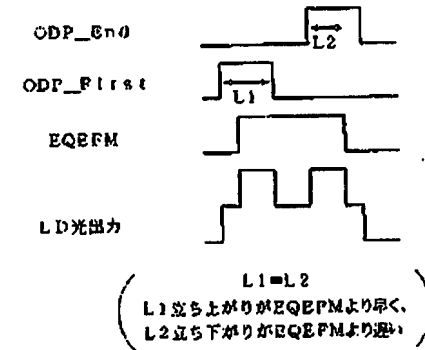 ODP_End
L2
ODP_First
L1
EQEFM
LD光出力
L1=L2
L1立ち上がりがEQEFMより早く、
L2立ち下がりがEQEFMより遅い